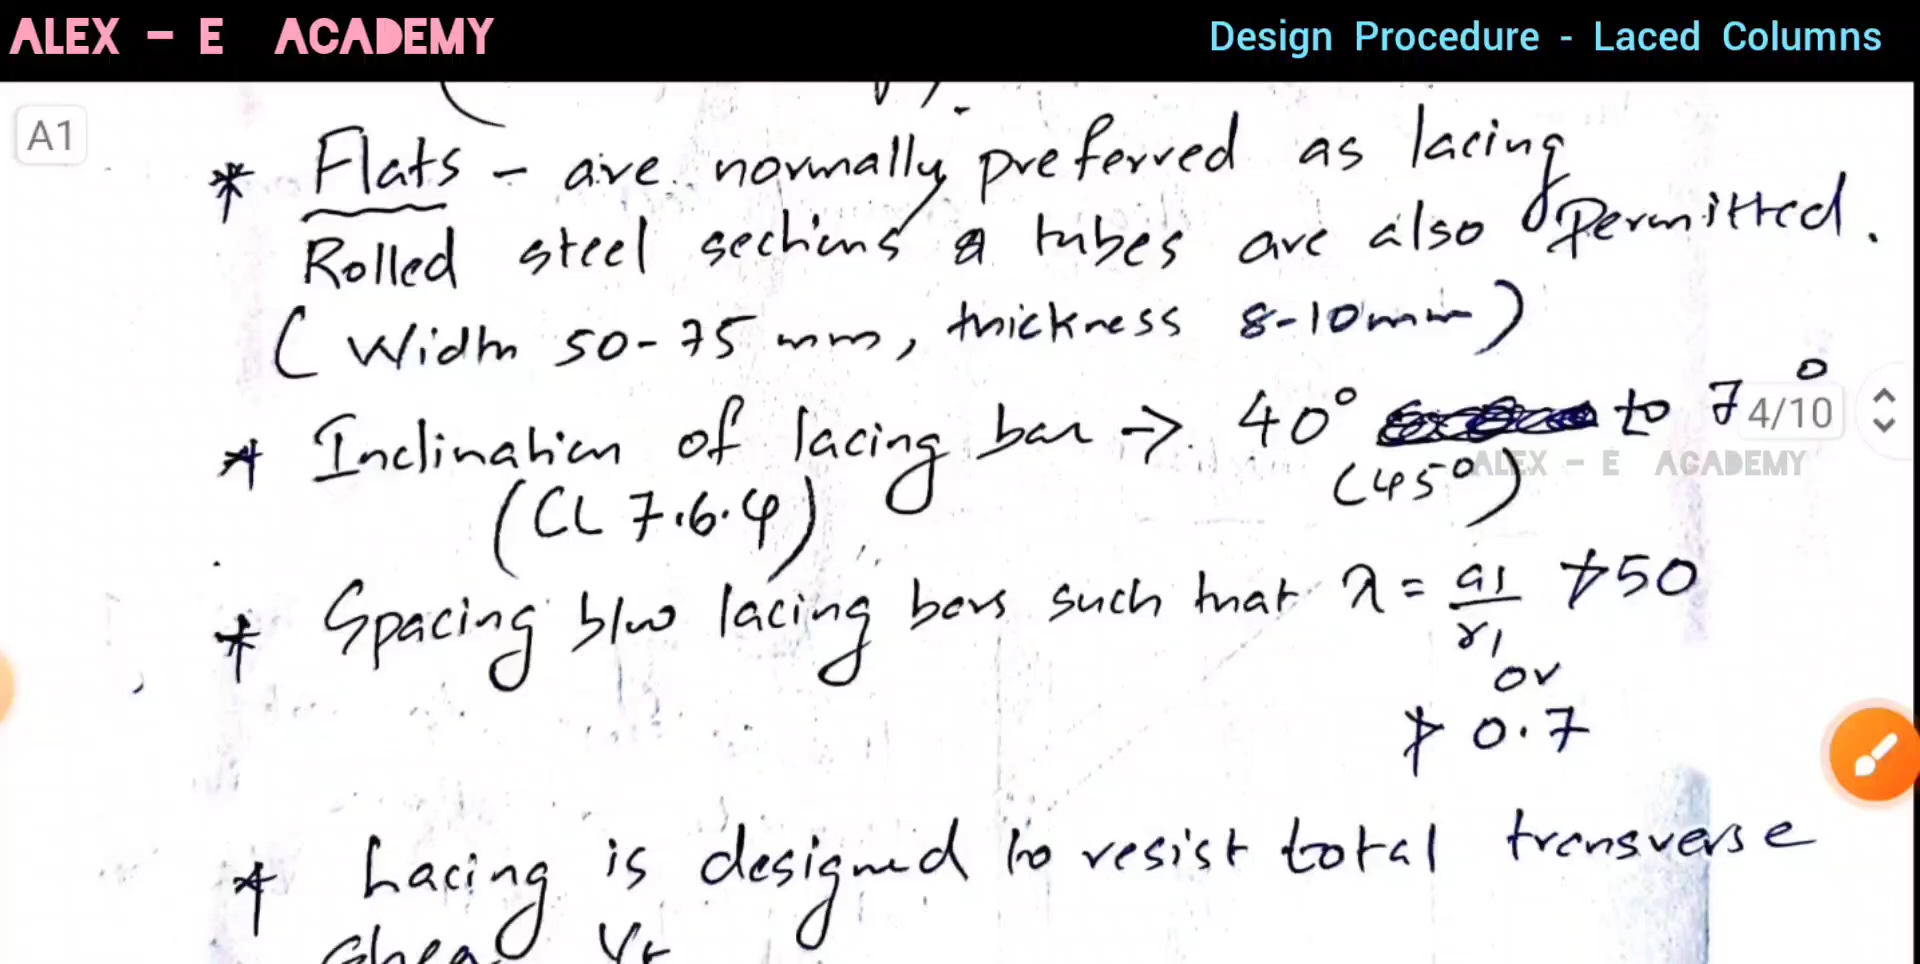 ALEX - E ACADEMY
Design Procedure - Laced Columns
A1
* Flats - are normally preferred as lacing
Rolled steel sections & tubes are also permitted.
(Width 50-75 mm, thickness 8-10mm)
* Inclination of lacing bar → 40° to 7 °
4/10
ALEX - E ACADEMY
(CL 7.6.4) (45°)
* Spacing b/w lacing bars such that λ = a1/r1 ≯50
or
≯ 0.7
* Lacing is designed to resist total transverse
Shear Vt